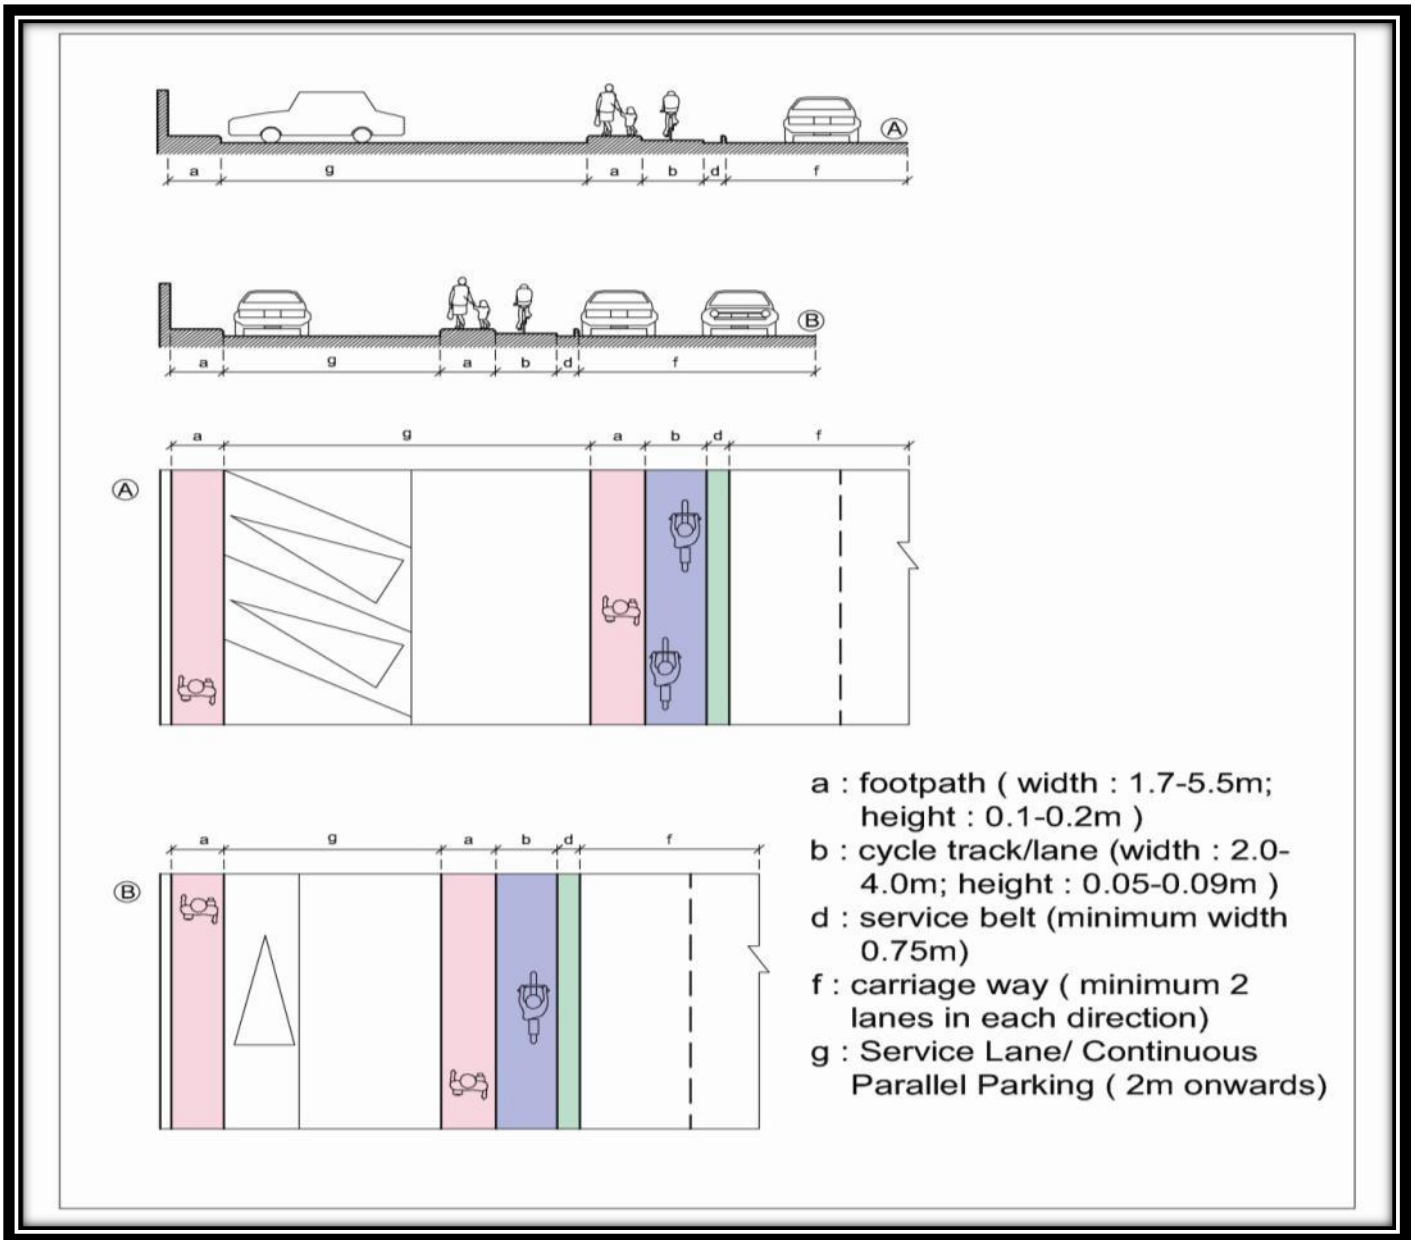 A
a g a b d f
B
a g a b d f
a g a b d f
A
a : footpath ( width : 1.7-5.5m;
height : 0.1-0.2m )
b : cycle track/lane (width : 2.0-
4.0m; height : 0.05-0.09m )
d : service belt (minimum width
0.75m)
f : carriage way ( minimum 2
lanes in each direction)
g : Service Lane/ Continuous
Parallel Parking ( 2m onwards)
a g a b d f
B